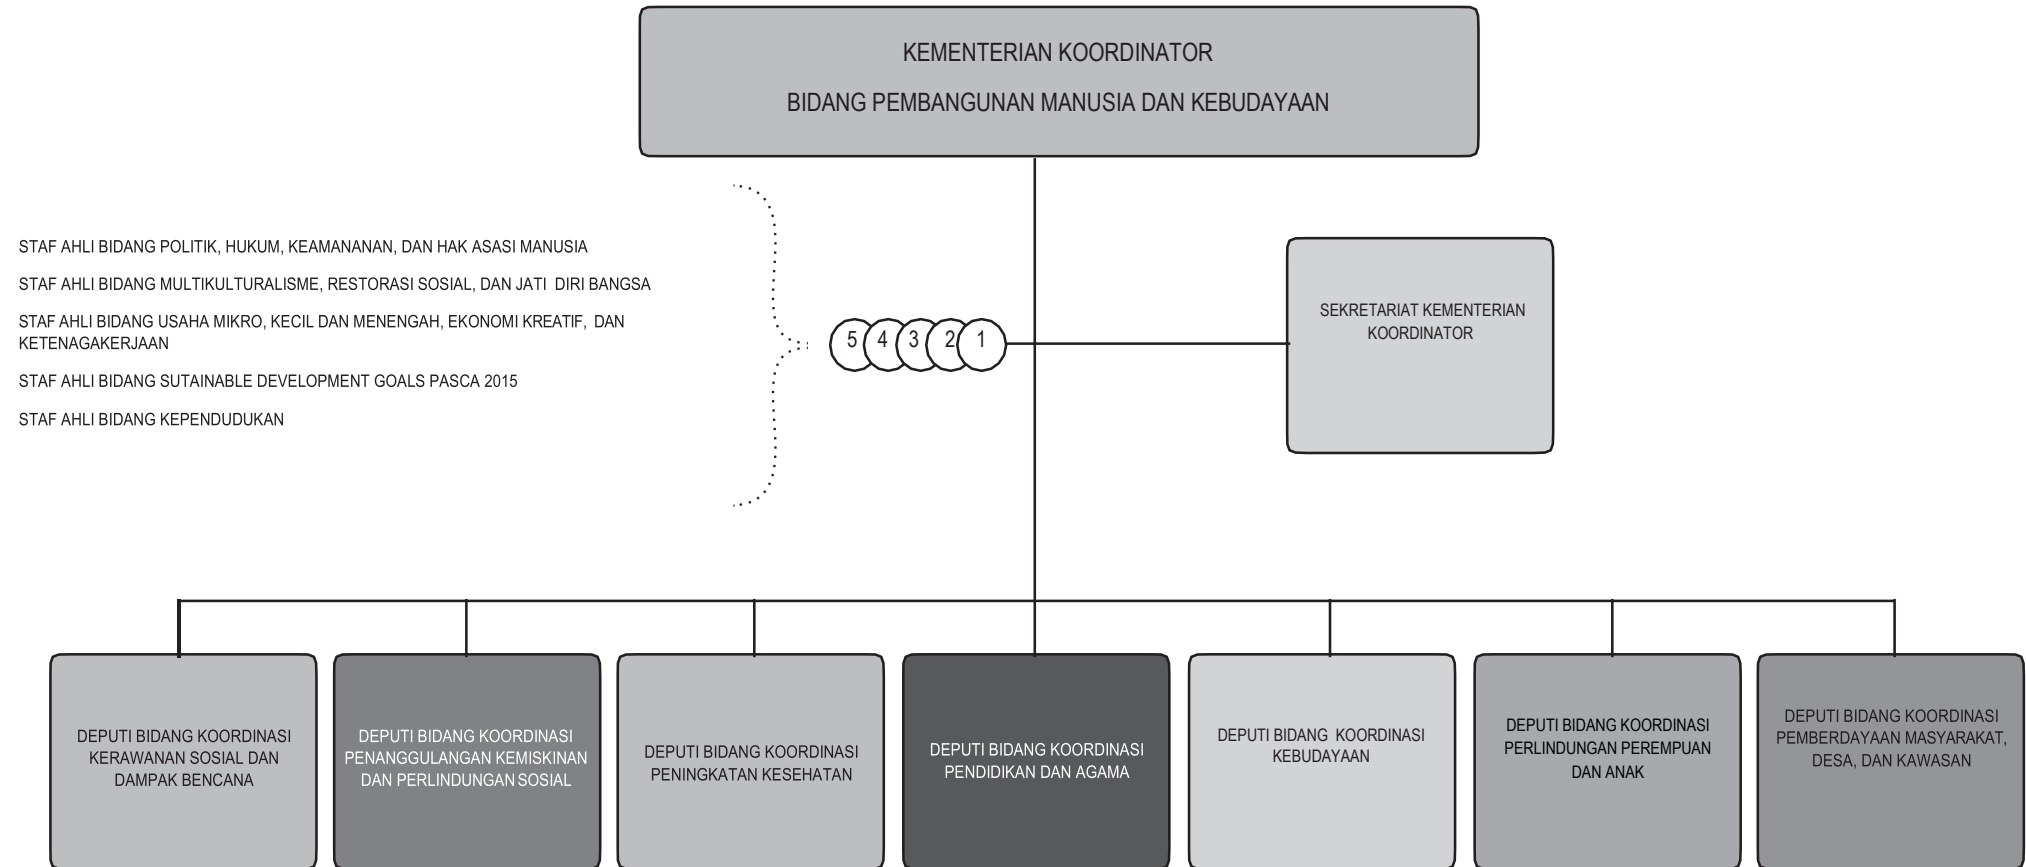 KEMENTERIAN KOORDINATOR
BIDANG PEMBANGUNAN MANUSIA DAN KEBUDAYAAN
STAF AHLI BIDANG POLITIK, HUKUM, KEAMANANAN, DAN HAK ASASI MANUSIA
STAF AHLI BIDANG MULTIKULTURALISME, RESTORASI SOSIAL, DAN JATI DIRI BANGSA
STAF AHLI BIDANG USAHA MIKRO, KECIL DAN MENENGAH, EKONOMI KREATIF, DAN
KETENAGAKERJAAN
STAF AHLI BIDANG SUTAINABLE DEVELOPMENT GOALS PASCA 2015
STAF AHLI BIDANG KEPENDUDUKAN
5 4 3 2 1
SEKRETARIAT KEMENTERIAN
KOORDINATOR
DEPUTI BIDANG KOORDINASI
KERAWANAN SOSIAL DAN
DAMPAK BENCANA
DEPUTI BIDANG KOORDINASI
PENANGGULANGAN KEMISKINAN
DAN PERLINDUNGAN SOSIAL
DEPUTI BIDANG KOORDINASI
PENINGKATAN KESEHATAN
DEPUTI BIDANG KOORDINASI
PENDIDIKAN DAN AGAMA
DEPUTI BIDANG KOORDINASI
KEBUDAYAAN
DEPUTI BIDANG KOORDINASI
PERLINDUNGAN PEREMPUAN
DAN ANAK
DEPUTI BIDANG KOORDINASI
PEMBERDAYAAN MASYARAKAT,
DESA, DAN KAWASAN